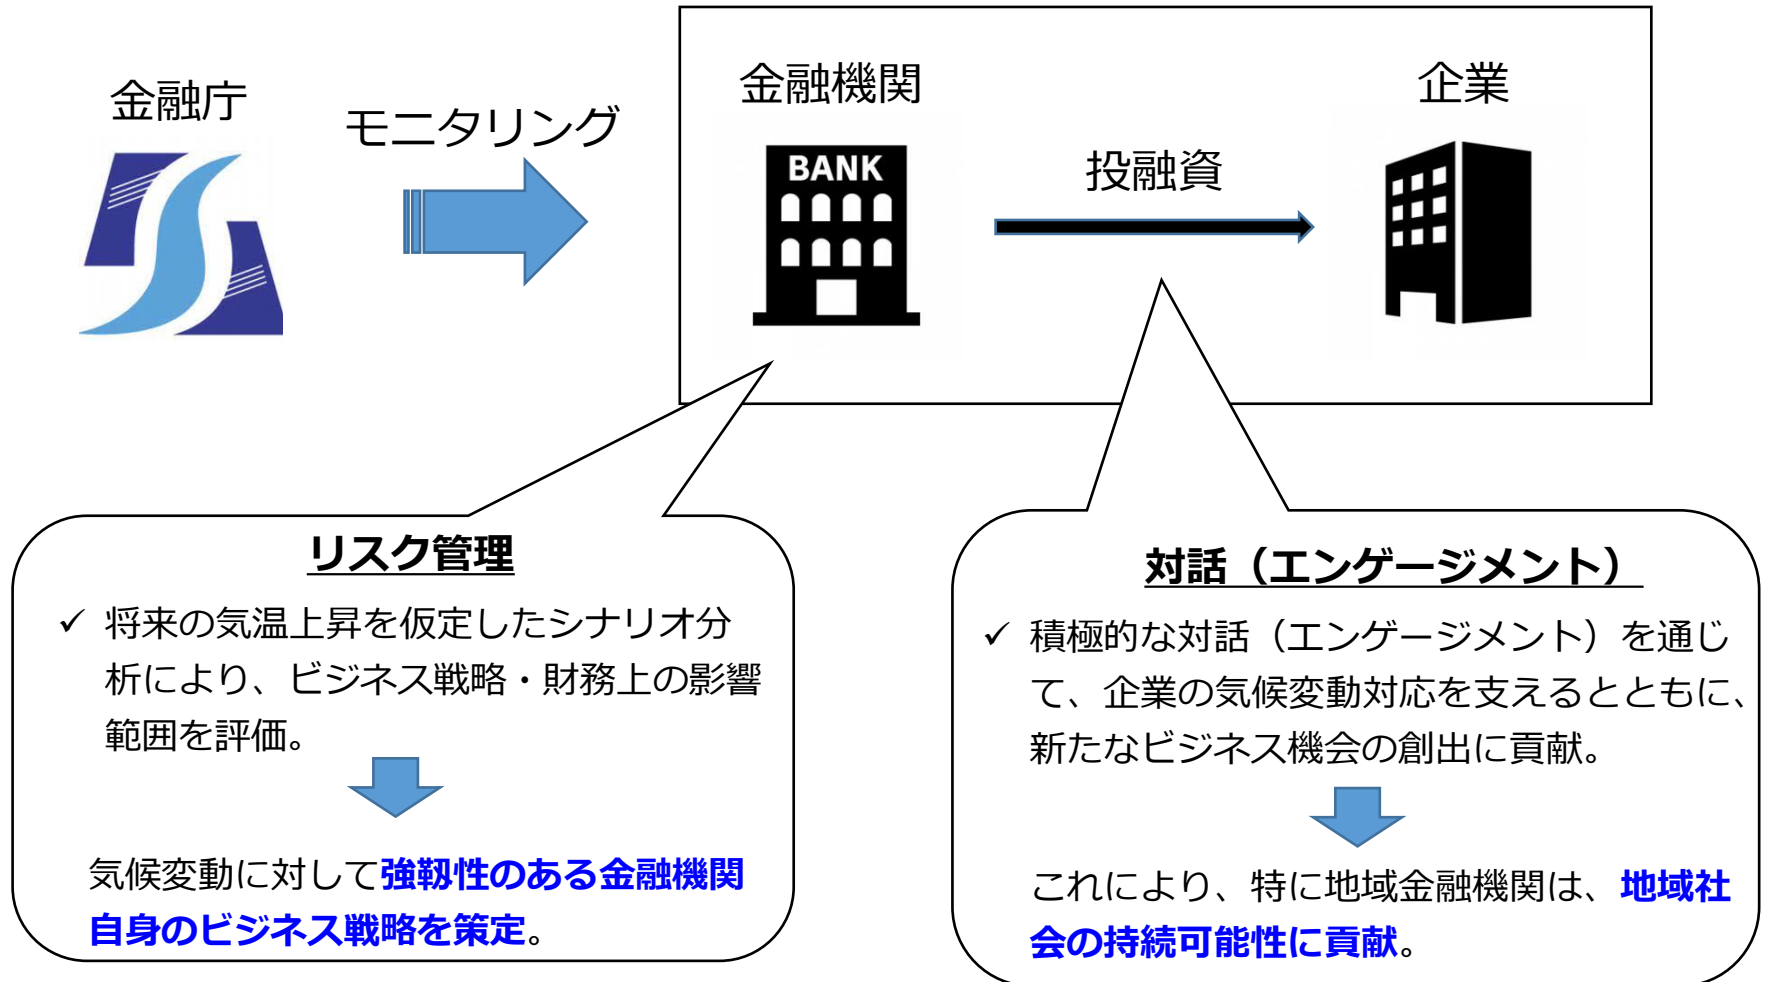 金融庁
モニタリング
金融機関
企業
BANK
投融資
リスク管理
✓ 将来の気温上昇を仮定したシナリオ分
析により、ビジネス戦略・財務上の影響
範囲を評価。
気候変動に対して強靱性のある金融機関
自身のビジネス戦略を策定。
対話（エンゲージメント）
✓ 積極的な対話（エンゲージメント）を通じ
て、企業の気候変動対応を支えるとともに、
新たなビジネス機会の創出に貢献。
これにより、特に地域金融機関は、地域社
会の持続可能性に貢献。